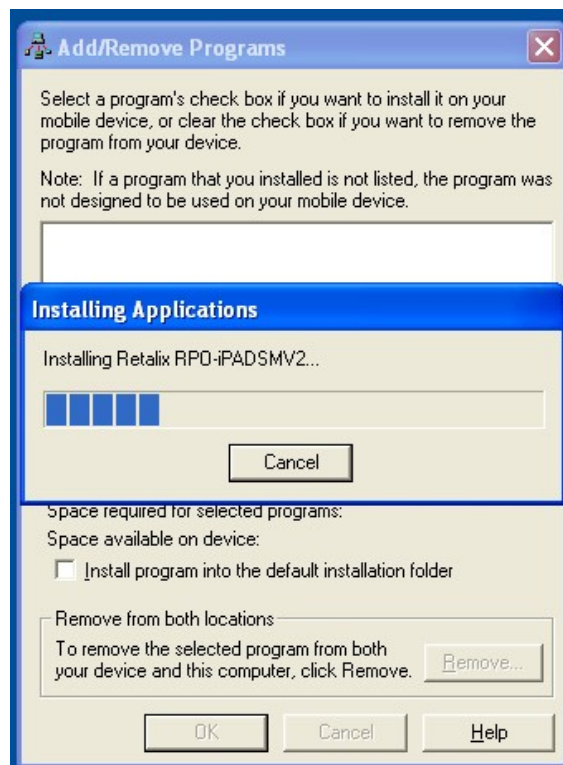 Add/Remove Programs
Select a program's check box if you want to install it on your
mobile device, or clear the check box if you want to remove the
program from your device.
Note: If a program that you installed is not listed, the program was
not designed to be used on your mobile device.
Installing Applications
Installing Retalix RPO-iPADSMV2...
Cancel
Space required for selected programs:
Space available on device:
Install program into the default installation folder
Remove from both locations
To remove the selected program from both
your device and this computer, click Remove.
Remove...
OK
Cancel
Help